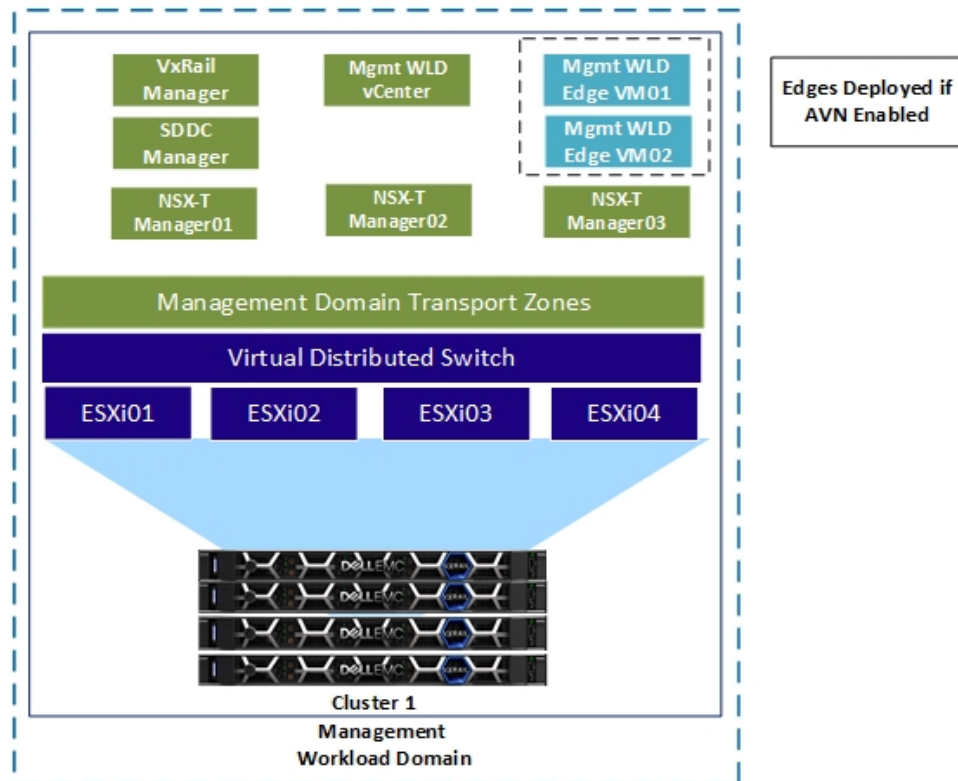 VxRail
Manager
Mgmt WLD
vCenter
Mgmt WLD
Edge VM01
Edges Deployed if
AVN Enabled
SDDC
Manager
Mgmt WLD
Edge VM02
NSX-T
Manager01
NSX-T
Manager02
NSX-T
Manager03
Management Domain Transport Zones
Virtual Distributed Switch
ESXi01
ESXi02
ESXi03
ESXi04
DELLEMC
DELLEMC
DELLEMC
DELLEMC
Cluster 1
Management
Workload Domain